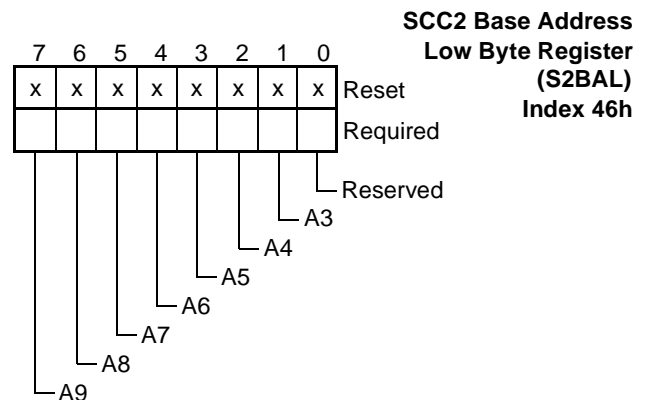 SCC2 Base Address
Low Byte Register
(S2BAL)
Index 46h
7 6 5 4 3 2 1 0
x x x x x x x x Reset
Required
Reserved
A3
A4
A5
A6
A7
A8
A9